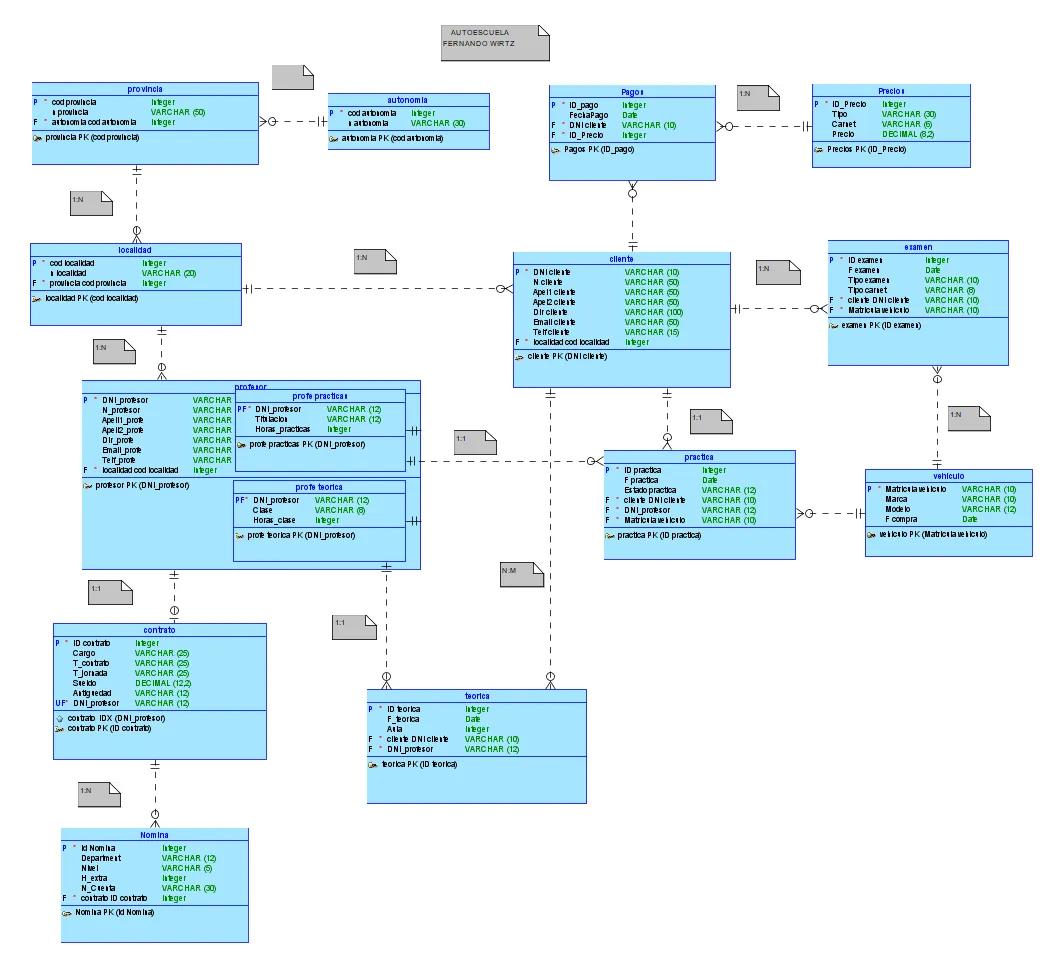 AUTOESCUELA
FERNANDO WIRTZ
provincia
P * cod provincia Integer
n provincia VARCHAR (50)
F * autonomia cod autonomia Integer
provincia PK (cod provincia)
autonomia
P * cod autonomia Integer
n autonomia VARCHAR (30)
autonomia PK (cod autonomia)
Pagos
P * ID_pago Integer
FechaPago Date
F * DNI cliente VARCHAR (10)
F * ID_Precio Integer
Pagos PK (ID_pago)
1:N
Precios
P * ID_Precio Integer
Tipo VARCHAR (30)
Carnet VARCHAR (6)
Precio DECIMAL (8,2)
Precios PK (ID_Precio)
1:N
localidad
P * cod localidad Integer
n localidad VARCHAR (20)
F * provincia cod provincia Integer
localidad PK (cod localidad)
1:N
cliente
P * DNI cliente VARCHAR (10)
N cliente VARCHAR (50)
Apell1 cliente VARCHAR (50)
Apel2 cliente VARCHAR (50)
Dir cliente VARCHAR (100)
Email cliente VARCHAR (50)
Telf cliente VARCHAR (15)
F * localidad cod localidad Integer
cliente PK (DNI cliente)
1:N
examen
P * ID examen Integer
F examen Date
Tipo examen VARCHAR (10)
Tipo carnet VARCHAR (8)
F * cliente DNI cliente VARCHAR (10)
F * Matricula vehiculo VARCHAR (10)
examen PK (ID examen)
1:N
profesor
P * DNI_profesor VARCHAR
N_profesor VARCHAR
Apell1_profe VARCHAR
Apell2_profe VARCHAR
Dir_profe VARCHAR
Email_profe VARCHAR
Telf_profe VARCHAR
F * localidad cod localidad Integer
profesor PK (DNI_profesor)
profe practicas
PF* DNI_profesor VARCHAR (12)
Titulacion VARCHAR (12)
Horas_practicas Integer
profe practicas PK (DNI_profesor)
profe teorica
PF* DNI_profesor VARCHAR (12)
Clase VARCHAR (8)
Horas_clase Integer
profe teorica PK (DNI_profesor)
1:1
1:1
1:N
practica
P * ID practica Integer
F practica Date
Estado practica VARCHAR (12)
F * cliente DNI cliente VARCHAR (10)
F * DNI_profesor VARCHAR (12)
F * Matricula vehiculo VARCHAR (10)
practica PK (ID practica)
vehiculo
P * Matricula vehiculo VARCHAR (10)
Marca VARCHAR (10)
Modelo VARCHAR (12)
F compra Date
vehiculo PK (Matricula vehiculo)
N:M
1:1
1:1
contrato
P * ID contrato Integer
Cargo VARCHAR (25)
T_contrato VARCHAR (25)
T_jornada VARCHAR (25)
Sueldo DECIMAL (12,2)
Antiguedad VARCHAR (12)
UF* DNI_profesor VARCHAR (12)
contrato IDX (DNI_profesor)
contrato PK (ID contrato)
teorica
P * ID teorica Integer
F_teorica Date
Aula Integer
F * cliente DNI cliente VARCHAR (10)
F * DNI_profesor VARCHAR (12)
teorica PK (ID teorica)
1:N
Nomina
P * Id Nomina Integer
Department VARCHAR (12)
Nivel VARCHAR (5)
H_extra Integer
N_Cuenta VARCHAR (30)
F * contrato ID contrato Integer
Nomina PK (Id Nomina)